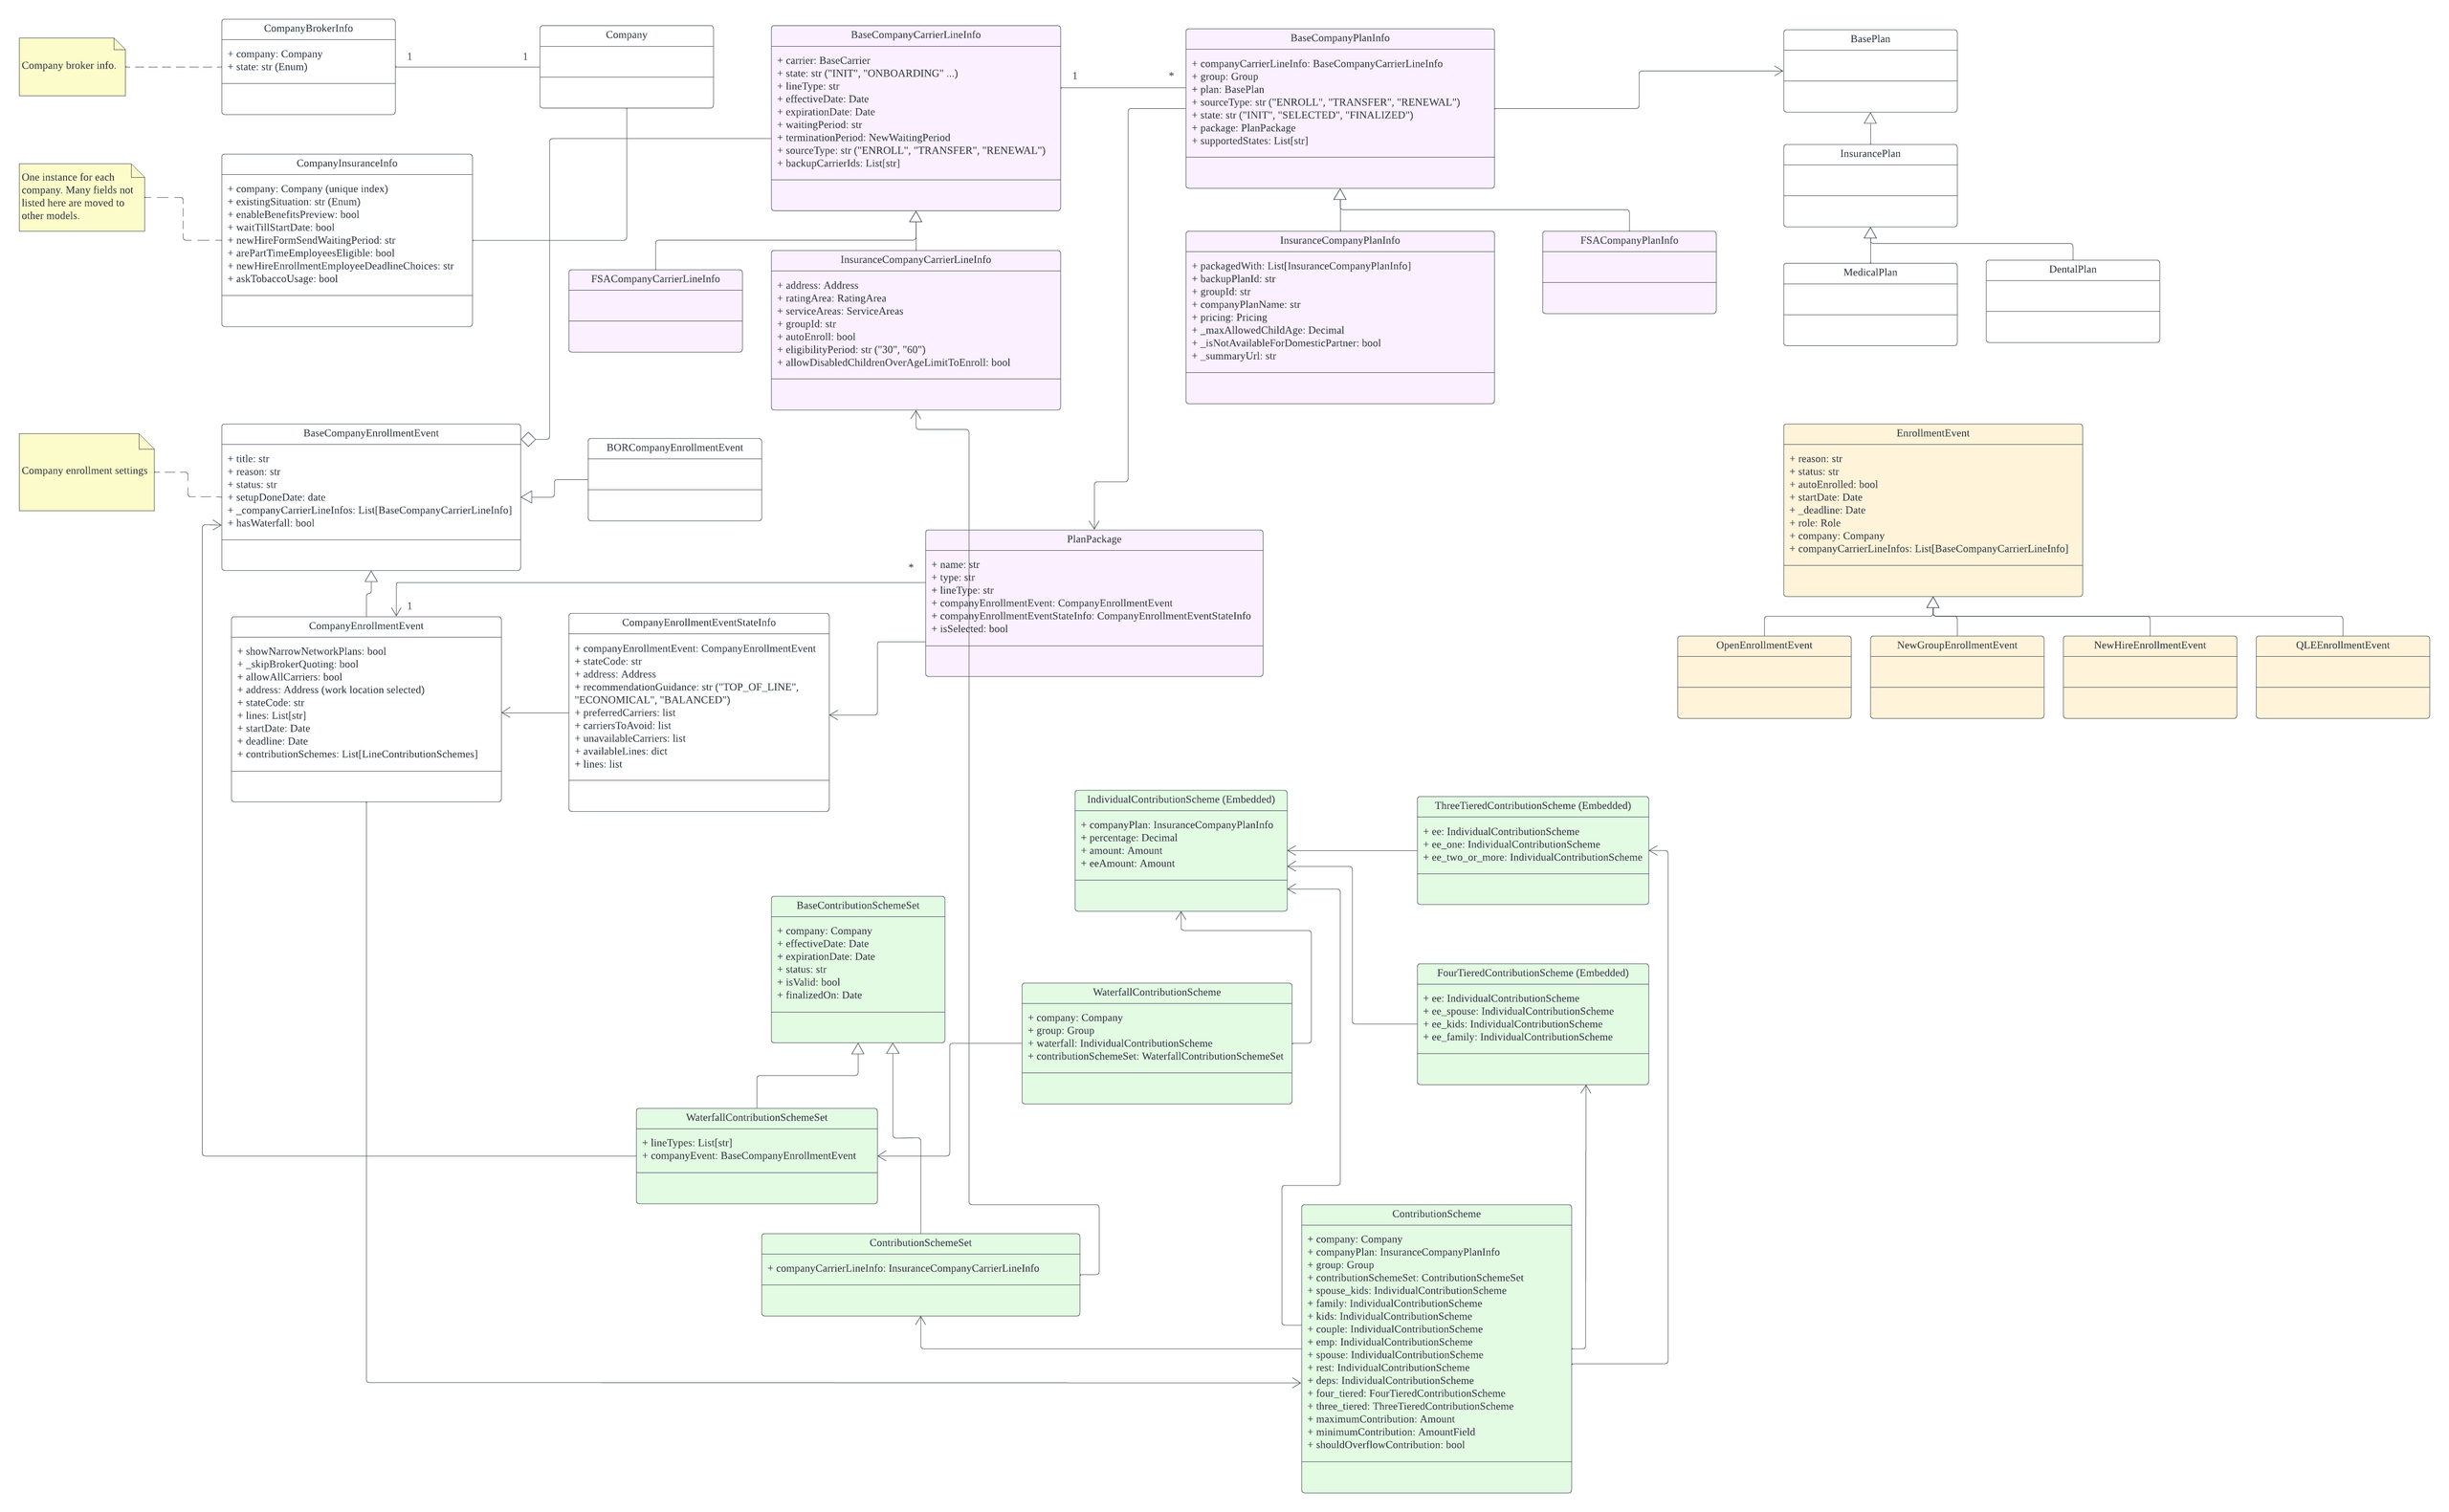 Company broker info.
CompanyBrokerInfo
+ company: Company
+ state: str (Enum)
1
1
Company
BaseCompanyCarrierLineInfo
+ carrier: BaseCarrier
+ state: str ("INIT", "ONBOARDING" ...)
+ lineType: str
+ effectiveDate: Date
+ expirationDate: Date
+ waitingPeriod: str
+ terminationPeriod: NewWaitingPeriod
+ sourceType: str ("ENROLL", "TRANSFER", "RENEWAL")
+ backupCarrierIds: List[str]
1
*
BaseCompanyPlanInfo
+ companyCarrierLineInfo: BaseCompanyCarrierLineInfo
+ group: Group
+ plan: BasePlan
+ sourceType: str ("ENROLL", "TRANSFER", "RENEWAL")
+ state: str ("INIT", "SELECTED", "FINALIZED")
+ package: PlanPackage
+ supportedStates: List[str]
BasePlan
InsurancePlan
MedicalPlan
DentalPlan
One instance for each
company. Many fields not
listed here are moved to
other models.
CompanyInsuranceInfo
+ company: Company (unique index)
+ existingSituation: str (Enum)
+ enableBenefitsPreview: bool
+ waitTillStartDate: bool
+ newHireFormSendWaitingPeriod: str
+ arePartTimeEmployeesEligible: bool
+ newHireEnrollmentEmployeeDeadlineChoices: str
+ askTobaccoUsage: bool
FSACompanyCarrierLineInfo
InsuranceCompanyCarrierLineInfo
+ address: Address
+ ratingArea: RatingArea
+ serviceAreas: ServiceAreas
+ groupId: str
+ autoEnroll: bool
+ eligibilityPeriod: str ("30", "60")
+ allowDisabledChildrenOverAgeLimitToEnroll: bool
InsuranceCompanyPlanInfo
+ packagedWith: List[InsuranceCompanyPlanInfo]
+ backupPlanId: str
+ groupId: str
+ companyPlanName: str
+ pricing: Pricing
+ _maxAllowedChildAge: Decimal
+ _isNotAvailableForDomesticPartner: bool
+ _summaryUrl: str
FSACompanyPlanInfo
Company enrollment settings
BaseCompanyEnrollmentEvent
+ title: str
+ reason: str
+ status: str
+ setupDoneDate: date
+ _companyCarrierLineInfos: List[BaseCompanyCarrierLineInfo]
+ hasWaterfall: bool
BORCompanyEnrollmentEvent
EnrollmentEvent
+ reason: str
+ status: str
+ autoEnrolled: bool
+ startDate: Date
+ _deadline: Date
+ role: Role
+ company: Company
+ companyCarrierLineInfos: List[BaseCompanyCarrierLineInfo]
OpenEnrollmentEvent
NewGroupEnrollmentEvent
NewHireEnrollmentEvent
QLEEnrollmentEvent
PlanPackage
+ name: str
+ type: str
+ lineType: str
+ companyEnrollmentEvent: CompanyEnrollmentEvent
+ companyEnrollmentEventStateInfo: CompanyEnrollmentEventStateInfo
+ isSelected: bool
*
1
CompanyEnrollmentEvent
+ showNarrowNetworkPlans: bool
+ _skipBrokerQuoting: bool
+ allowAllCarriers: bool
+ address: Address (work location selected)
+ stateCode: str
+ lines: List[str]
+ startDate: Date
+ deadline: Date
+ contributionSchemes: List[LineContributionSchemes]
CompanyEnrollmentEventStateInfo
+ companyEnrollmentEvent: CompanyEnrollmentEvent
+ stateCode: str
+ address: Address
+ recommendationGuidance: str ("TOP_OF_LINE",
"ECONOMICAL", "BALANCED")
+ preferredCarriers: list
+ carriersToAvoid: list
+ unavailableCarriers: list
+ availableLines: dict
+ lines: list
IndividualContributionScheme (Embedded)
+ companyPlan: InsuranceCompanyPlanInfo
+ percentage: Decimal
+ amount: Amount
+ eeAmount: Amount
ThreeTieredContributionScheme (Embedded)
+ ee: IndividualContributionScheme
+ ee_one: IndividualContributionScheme
+ ee_two_or_more: IndividualContributionScheme
BaseContributionSchemeSet
+ company: Company
+ effectiveDate: Date
+ expirationDate: Date
+ status: str
+ isValid: bool
+ finalizedOn: Date
WaterfallContributionScheme
+ company: Company
+ group: Group
+ waterfall: IndividualContributionScheme
+ contributionSchemeSet: WaterfallContributionSchemeSet
FourTieredContributionScheme (Embedded)
+ ee: IndividualContributionScheme
+ ee_spouse: IndividualContributionScheme
+ ee_kids: IndividualContributionScheme
+ ee_family: IndividualContributionScheme
WaterfallContributionSchemeSet
+ lineTypes: List[str]
+ companyEvent: BaseCompanyEnrollmentEvent
ContributionSchemeSet
+ companyCarrierLineInfo: InsuranceCompanyCarrierLineInfo
ContributionScheme
+ company: Company
+ companyPlan: InsuranceCompanyPlanInfo
+ group: Group
+ contributionSchemeSet: ContributionSchemeSet
+ spouse_kids: IndividualContributionScheme
+ family: IndividualContributionScheme
+ kids: IndividualContributionScheme
+ couple: IndividualContributionScheme
+ emp: IndividualContributionScheme
+ spouse: IndividualContributionScheme
+ rest: IndividualContributionScheme
+ deps: IndividualContributionScheme
+ four_tiered: FourTieredContributionScheme
+ three_tiered: ThreeTieredContributionScheme
+ maximumContribution: Amount
+ minimumContribution: AmountField
+ shouldOverflowContribution: bool